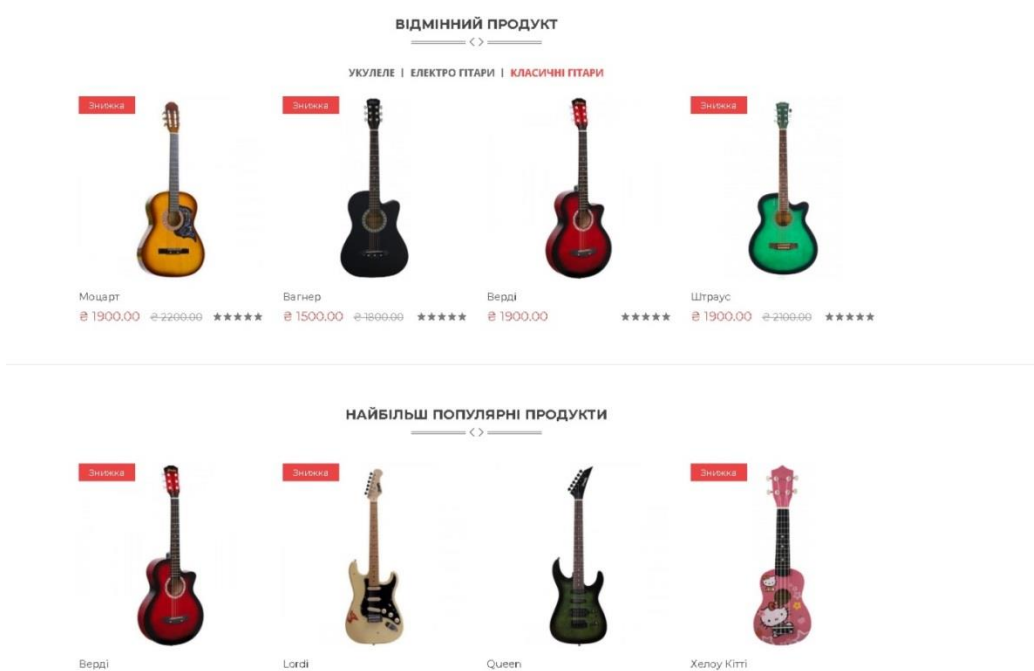 ВІДМІННИЙ ПРОДУКТ
УКУЛЕЛЕ | ЕЛЕКТРО ГІТАРИ | КЛАСИЧНІ ГІТАРИ
Знижка Знижка Знижка
Моцарт Вагнер Верді Штраус
₴ 1900.00 ₴ 2200.00 ₴ 1500.00 ₴ 1800.00 ₴ 1900.00 ₴ 1900.00 ₴ 2100.00
НАЙБІЛЬШ ПОПУЛЯРНІ ПРОДУКТИ
Знижка Знижка Знижка
Верді Lordi Queen Хелоу Кітті